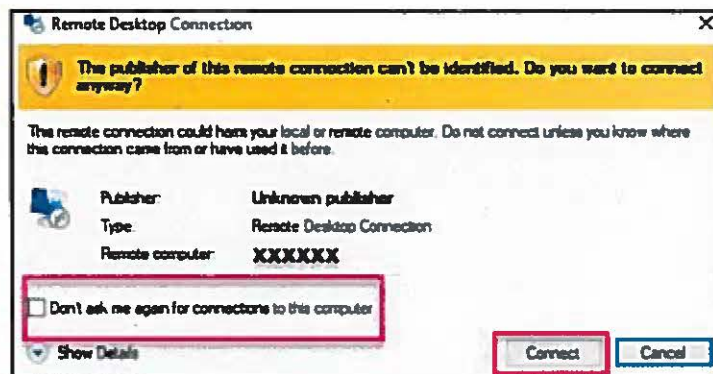 Remote Desktop Connection
The publisher of this remote connection can't be identified. Do you want to connect
anyway?
This remote connection could harm your local or remote computer. Do not connect unless you know where
this connection came from or have used it before.
Publisher: Unknown publisher
Type: Remote Desktop Connection
Remote computer: XXXXXX
Don't ask me again for connections to this computer
Show Details
Connect
Cancel